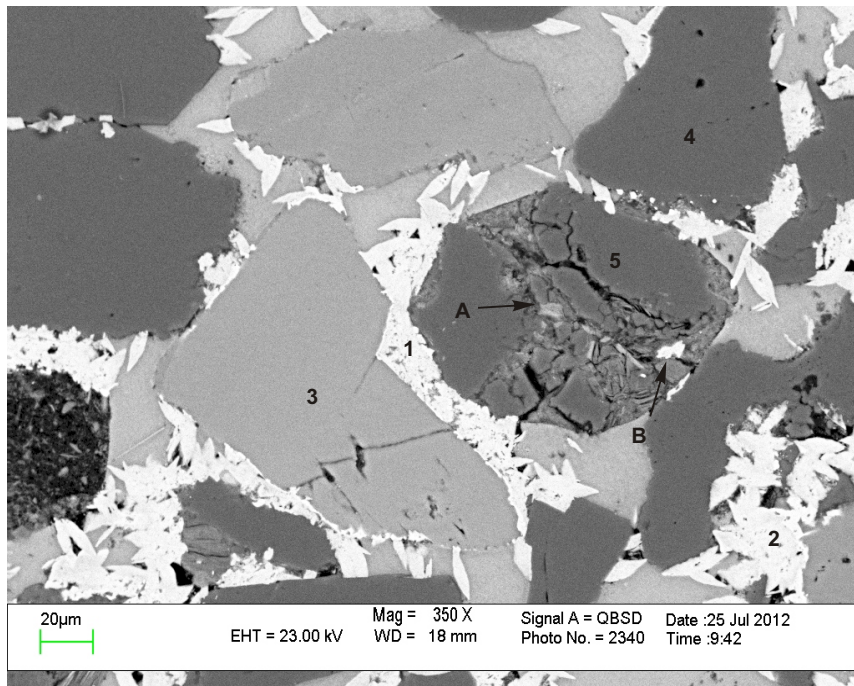 4
5
A
1
3
B
2
20µm
Mag = 350 X
Signal A = QBSD
Date :25 Jul 2012
EHT = 23.00 kV
WD = 18 mm
Photo No. = 2340
Time :9:42